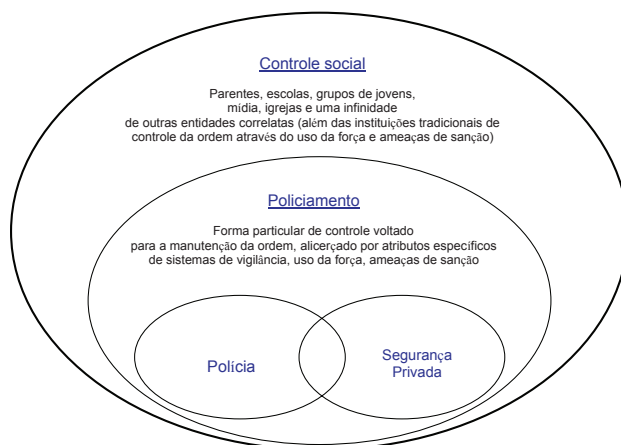 Controle social
Parentes, escolas, grupos de jovens,
mídia, igrejas e uma infinidade
de outras entidades correlatas (além das instituições tradicionais de
controle da ordem através do uso da força e ameaças de sanção)
Policiamento
Forma particular de controle voltado
para a manutenção da ordem, alicerçado por atributos específicos
de sistemas de vigilância, uso da força, ameaças de sanção
Polícia
Segurança
Privada